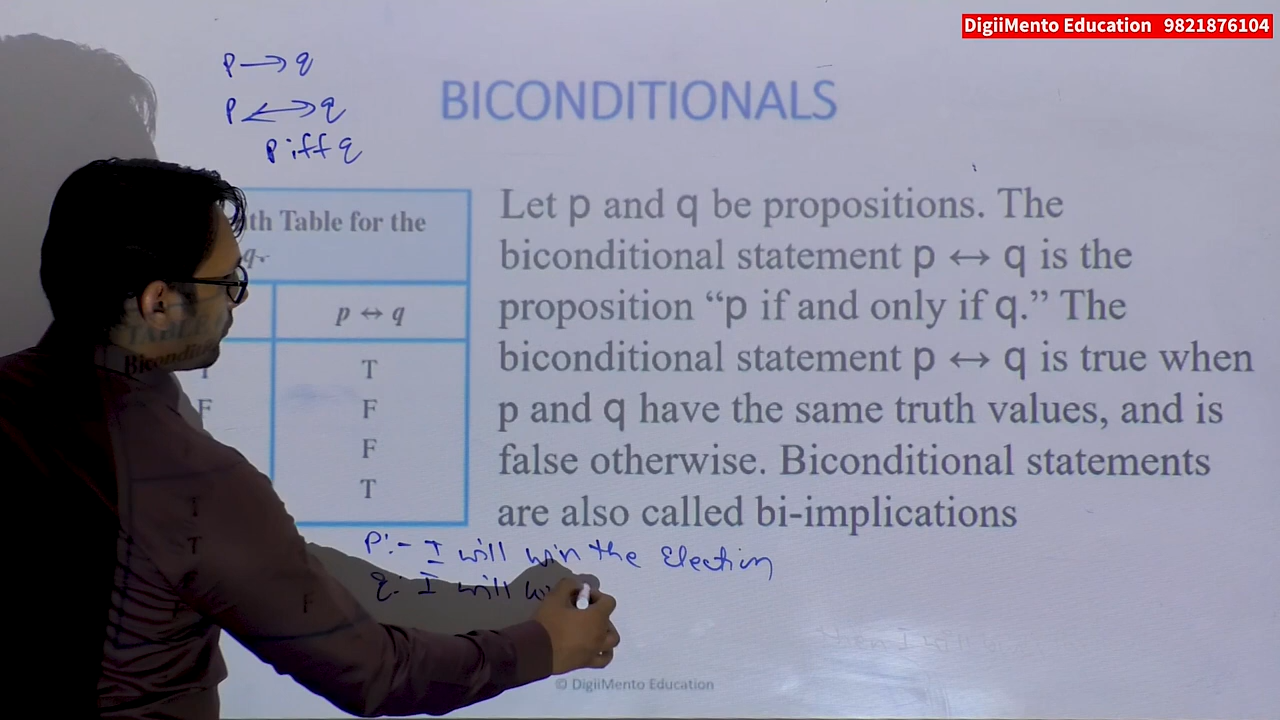 DigiiMento Education 9821876104
P → q
P ↔ q
P iff q
BICONDITIONALS
Table for the
q.
p ↔ q
T
F
F
F
T
T
T
F
Let p and q be propositions. The
biconditional statement p ↔ q is the
proposition “p if and only if q.” The
biconditional statement p ↔ q is true when
p and q have the same truth values, and is
false otherwise. Biconditional statements
are also called bi-implications
P:- I will win the Election
q: I will
© DigiiMento Education